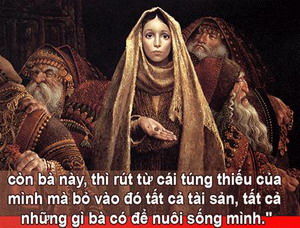 còn bà này, thì rút từ cái túng thiếu của
mình mà bỏ vào đó tất cả tài sản, tất cả
những gì bà có để nuôi sống mình."